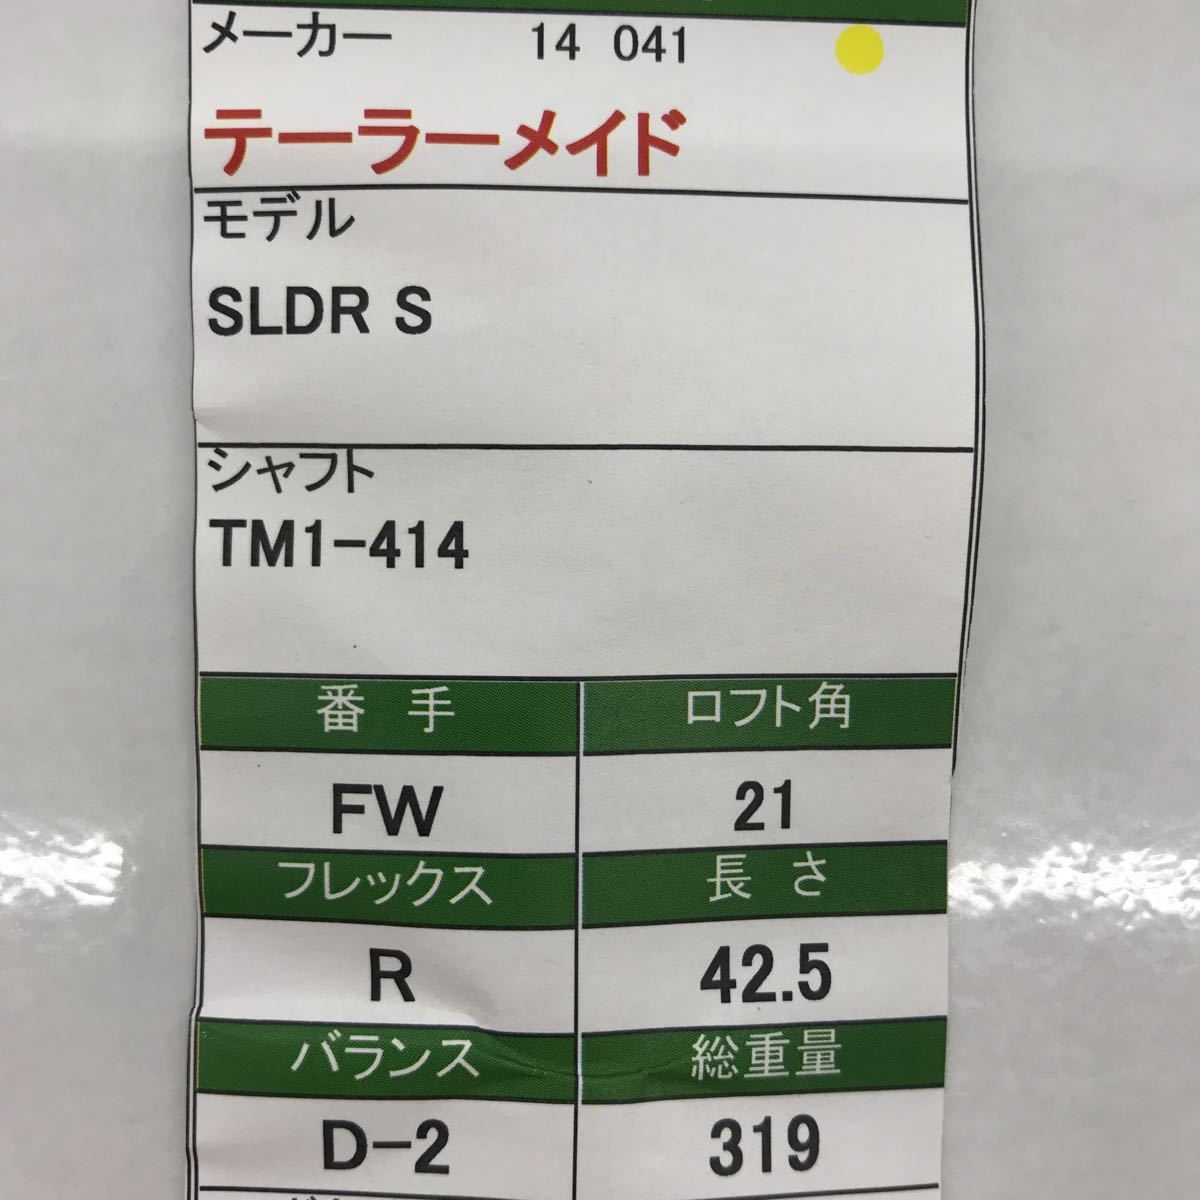 メーカー 14 041
テーラーメイド
モデル
SLDR S
シャフト
TM1-414
番手 ロフト角
FW 21
フレックス 長さ
R 42.5
バランス 総重量
D-2 319